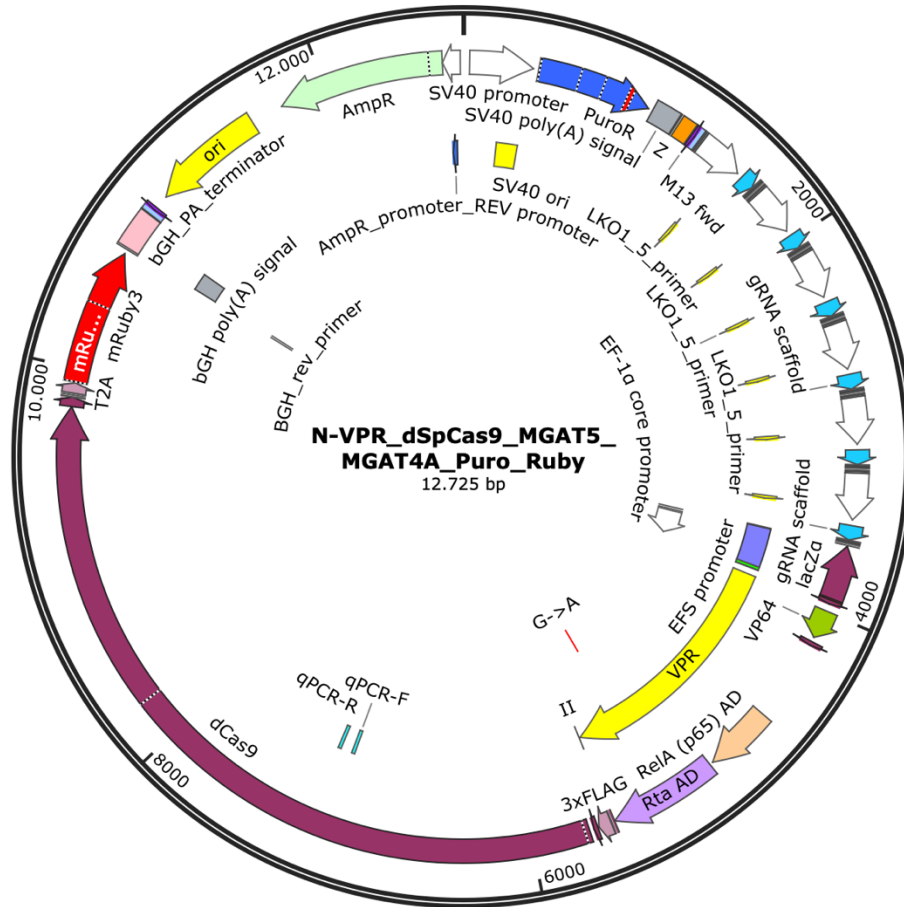 12.000
AmpR
SV40 promoter
PuroR
SV40 poly(A) signal
Z
M13 fwd
2000
ori
bGH_PA_terminator
SV40 ori
AmpR_promoter_REV promoter
LKO1_5_primer
LKO1_5_primer
LKO1_5_primer
gRNA scaffold
bGH poly(A) signal
BGH_rev_primer
mRu...
mRuby3
T2A
10.000
EF-1α core promoter
N-VPR_dSpCas9_MGAT5_
MGAT4A_Puro_Ruby
12.725 bp
gRNA scaffold
lacZα
4000
EFS promoter
VP64
G->A
VPR
II
qPCR-R
qPCR-F
dCas9
8000
3xFLAG
RelA (p65) AD
Rta AD
6000